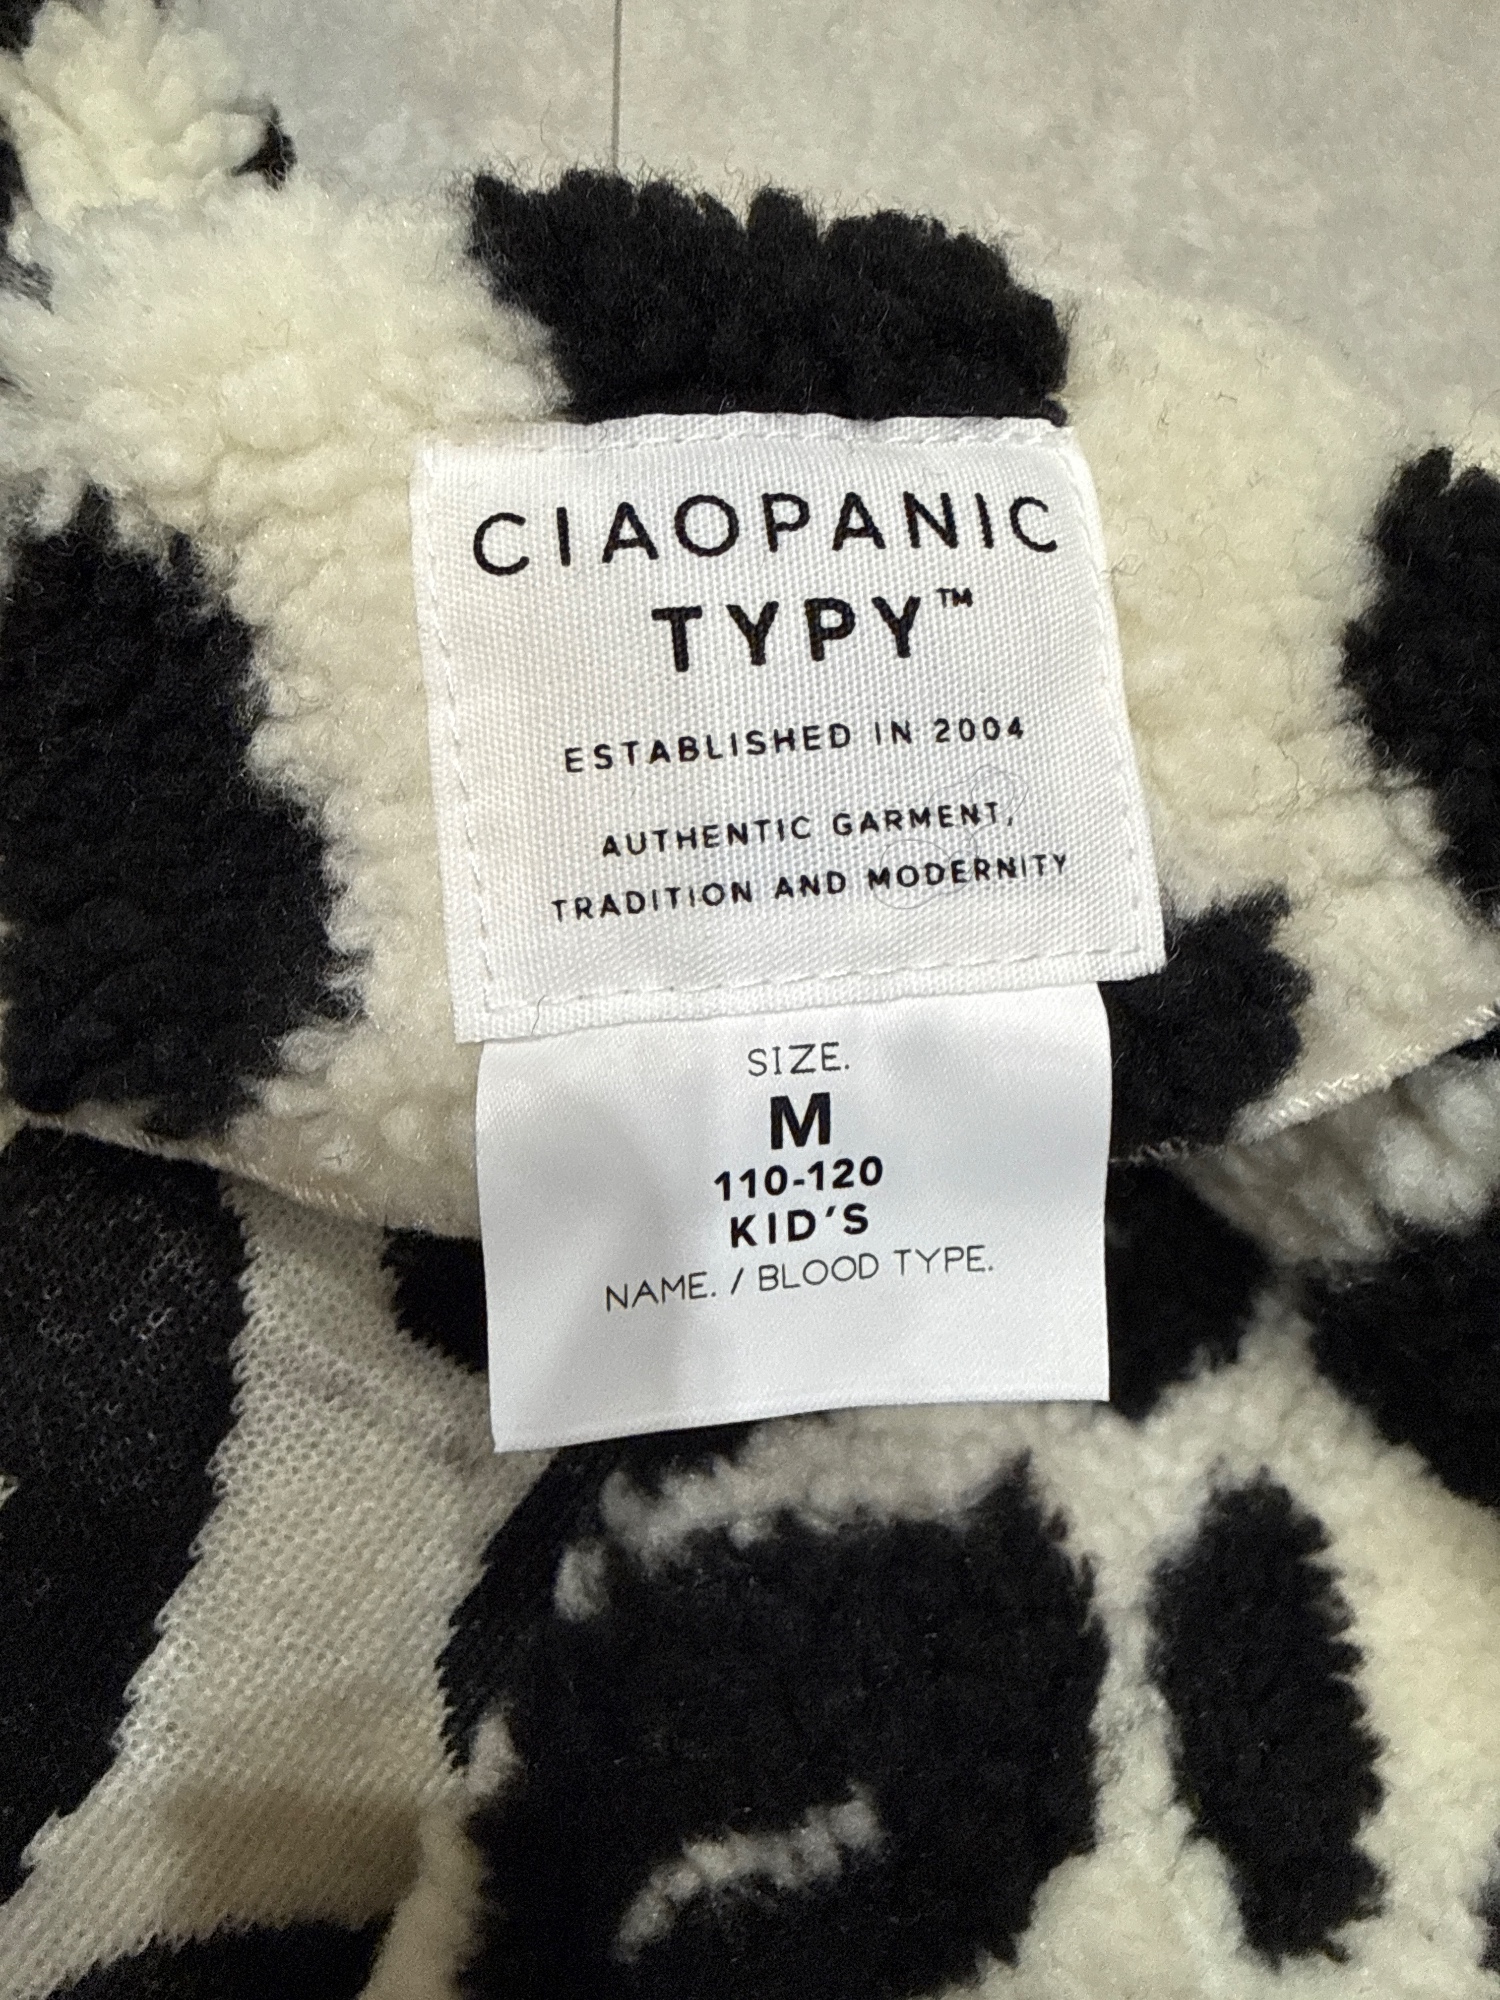 CIAOPANIC
TYPY™
ESTABLISHED IN 2004
AUTHENTIC GARMENT,
TRADITION AND MODERNITY
SIZE.
M
110-120
KID'S
NAME. / BLOOD TYPE.